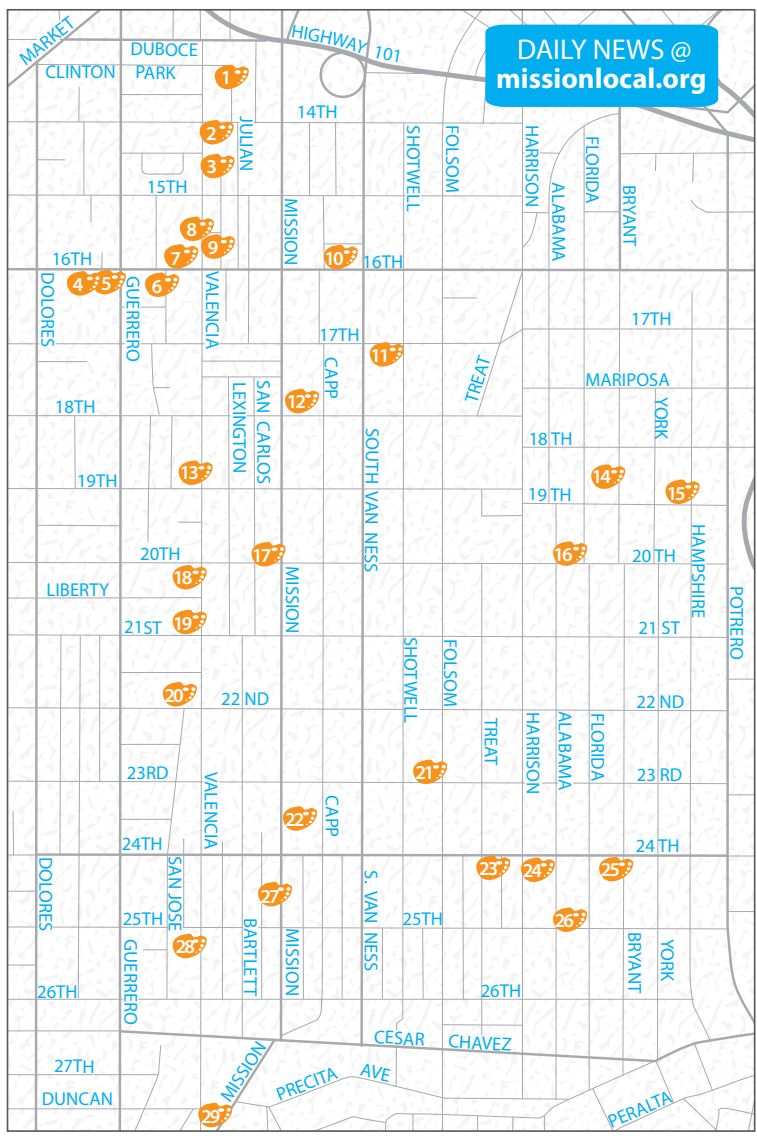 MARKET
DUBOCE
PARK
CLINTON
HIGHWAY 101
DAILY NEWS @
missionlocal.org
1
14TH
2
JULIAN
SHOTWELL
FOLSOM
HARRISON
ALABAMA
FLORIDA
BRYANT
3
15TH
MISSION
8
9
7
10
16TH
16TH
DOLORES
4
5
GUERRERO
6
VALENCIA
17TH
17TH
11
CAPP
TREAT
MARIPOSA
12
18TH
LEXINGTON
SAN CARLOS
YORK
SOUTH VAN NESS
18 TH
13
19TH
14
15
19 TH
20TH
17
16
20 TH
HAMPSHIRE
18
LIBERTY
MISSION
POTRERO
19
21ST
21 ST
SHOTWELL
FOLSOM
20
22 ND
22 ND
TREAT
HARRISON
ALABAMA
FLORIDA
23RD
21
23 RD
VALENCIA
22
CAPP
24TH
24 TH
DOLORES
SAN JOSE
23
24
25
S. VAN NESS
27
25TH
25TH
26
GUERRERO
28
BARTLETT
MISSION
BRYANT
YORK
26TH
26TH
CESAR CHAVEZ
27TH
MISSION
PRECITA AVE
DUNCAN
29
PERALTA